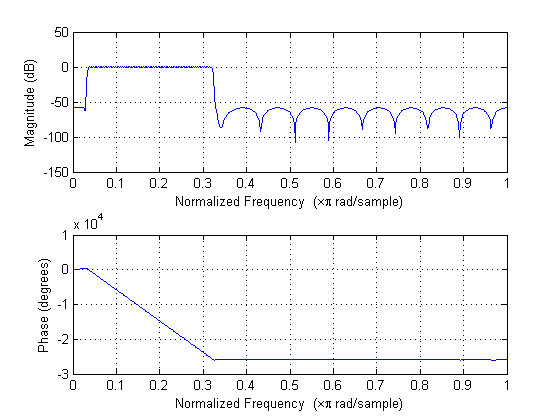 50
0
-50
-100
-150
Magnitude (dB)
0 0.1 0.2 0.3 0.4 0.5 0.6 0.7 0.8 0.9 1
Normalized Frequency (×π rad/sample)
x 10^4
1
0
-1
-2
-3
Phase (degrees)
0 0.1 0.2 0.3 0.4 0.5 0.6 0.7 0.8 0.9 1
Normalized Frequency (×π rad/sample)